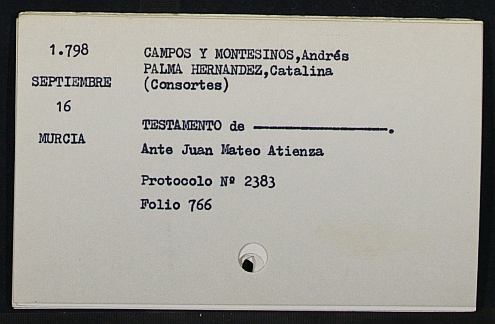 1.798
SEPTIEMBRE
16
MURCIA
CAMPOS Y MONTESINOS,Andrés
PALMA HERNANDEZ,Catalina
(Consortes)
TESTAMENTO de ——————————.
Ante Juan Mateo Atienza
Protocolo Nº 2383
Folio 766